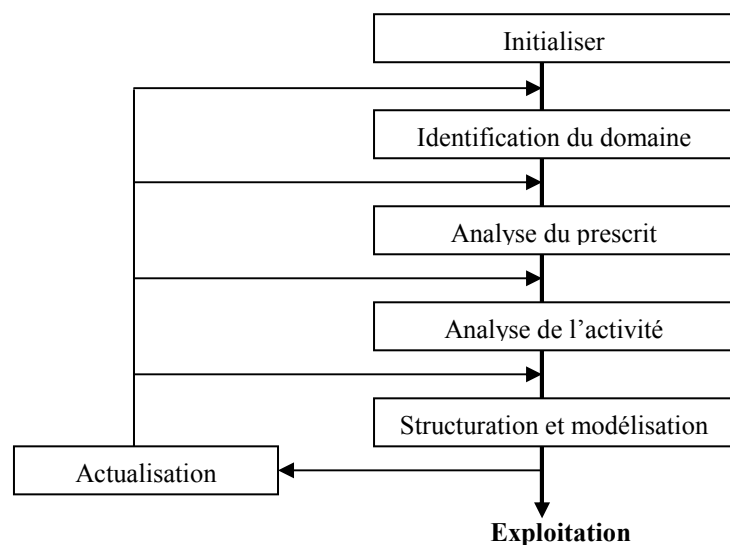 Initialiser
Identification du domaine
Analyse du prescrit
Analyse de l’activité
Structuration et modélisation
Actualisation
Exploitation